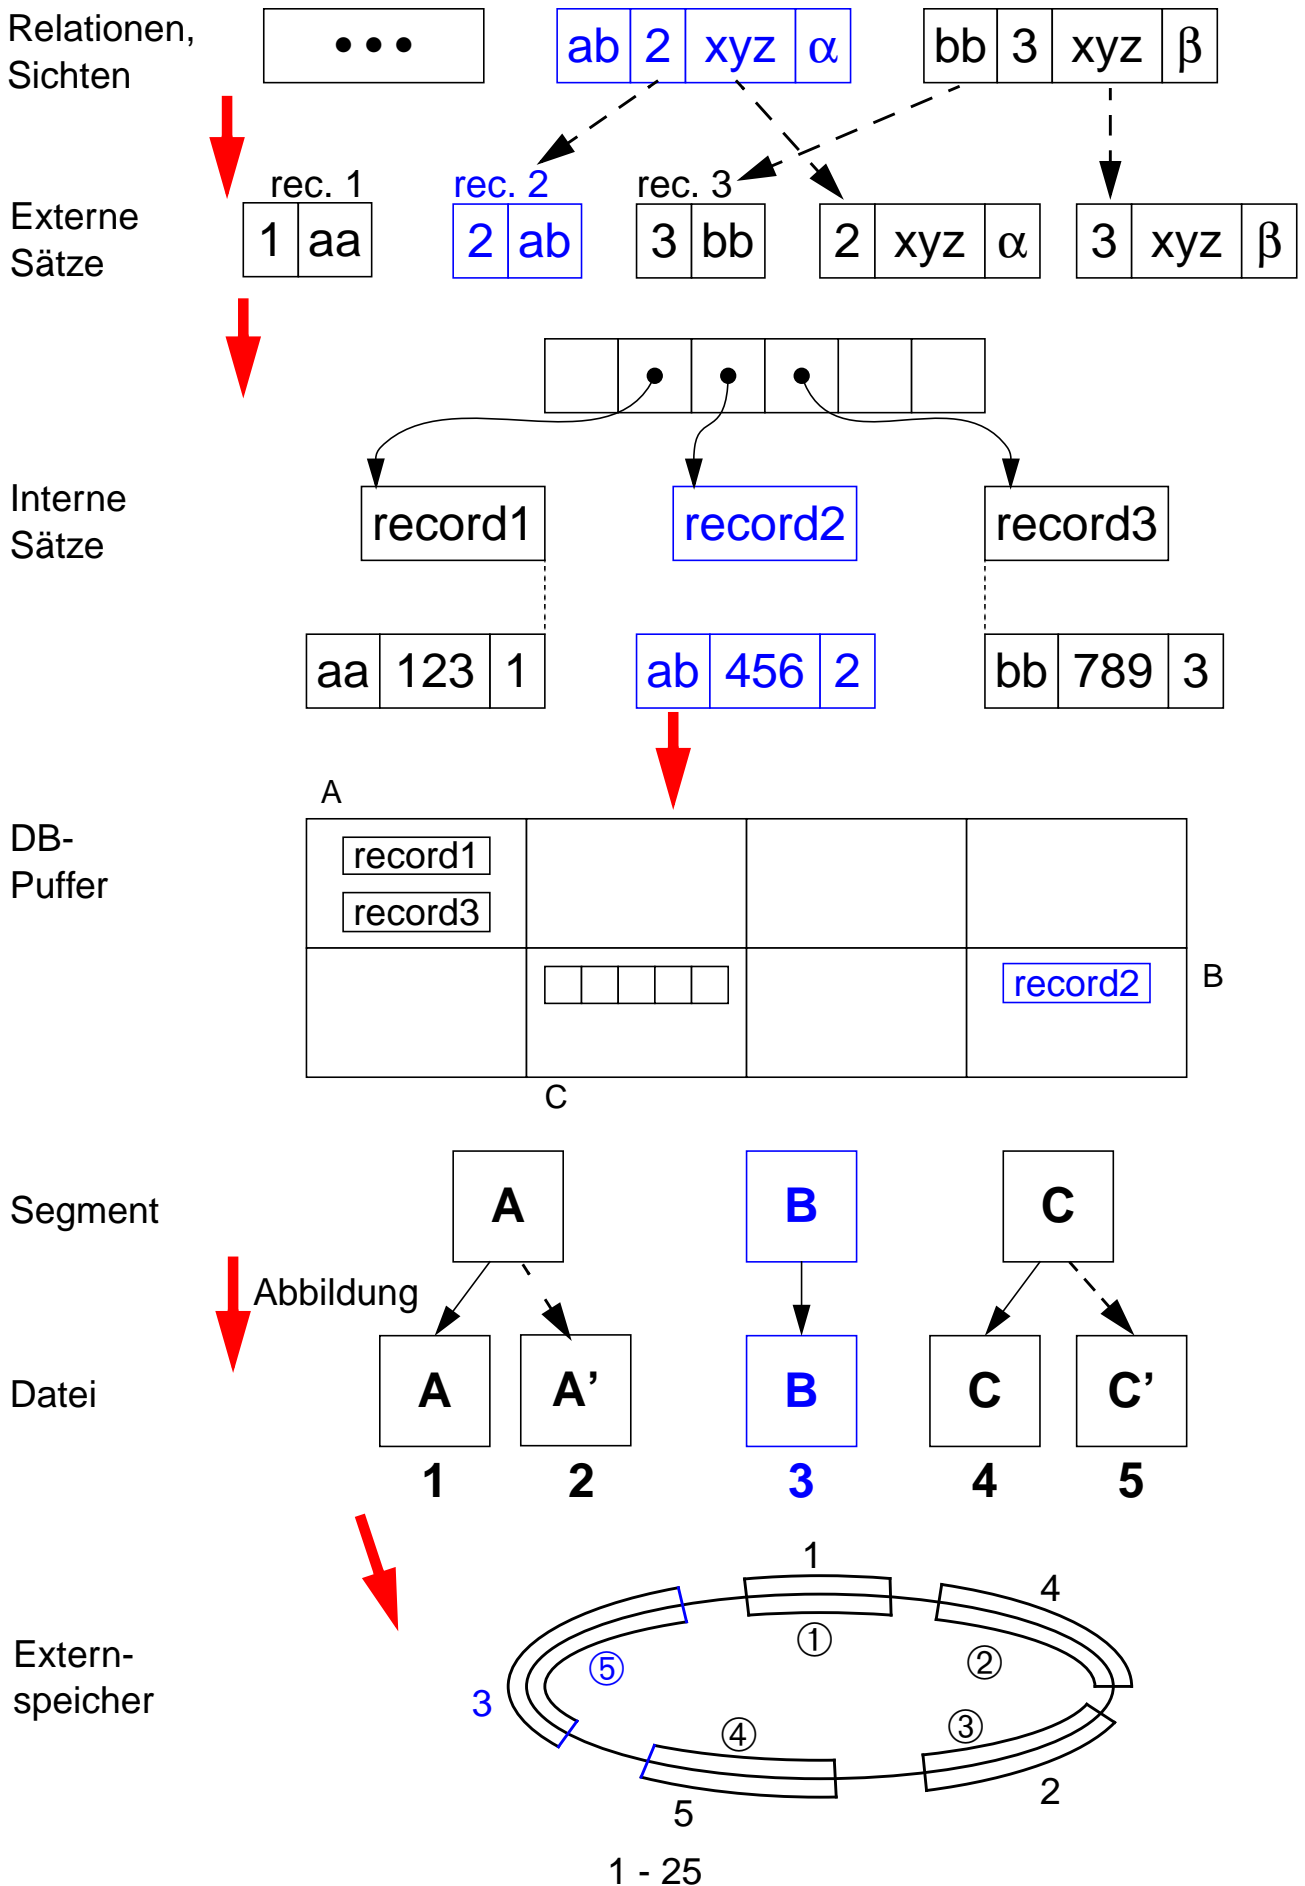 Relationen,
Sichten
• • •
ab 2 xyz α
bb 3 xyz β
rec. 1
rec. 2
rec. 3
Externe
Sätze
1 aa
2 ab
3 bb
2 xyz α
3 xyz β
Interne
Sätze
record1
record2
record3
aa 123 1
ab 456 2
bb 789 3
A
DB-
Puffer
record1
record3
record2
B
C
Segment
A
B
C
Abbildung
Datei
A
A’
B
C
C’
1
2
3
4
5
Extern-
speicher
1
4
①
②
⑤
3
④
③
5
2
1 - 25